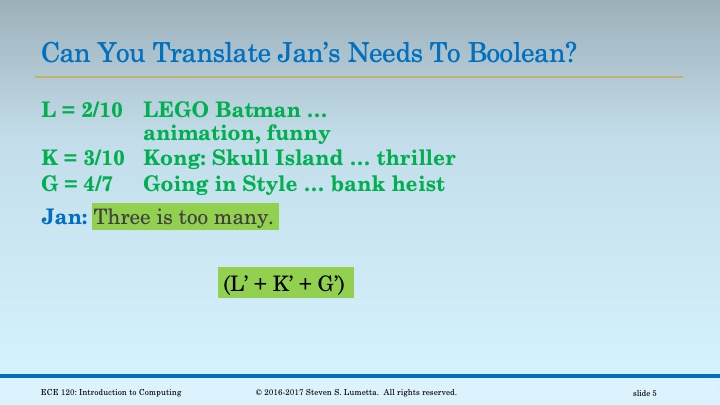 Can You Translate Jan's Needs To Boolean?
L = 2/10 LEGO Batman …
animation, funny
K = 3/10 Kong: Skull Island … thriller
G = 4/7 Going in Style … bank heist
Jan: Three is too many.
(L’ + K’ + G’)
ECE 120: Introduction to Computing © 2016-2017 Steven S. Lumetta. All rights reserved. slide 5